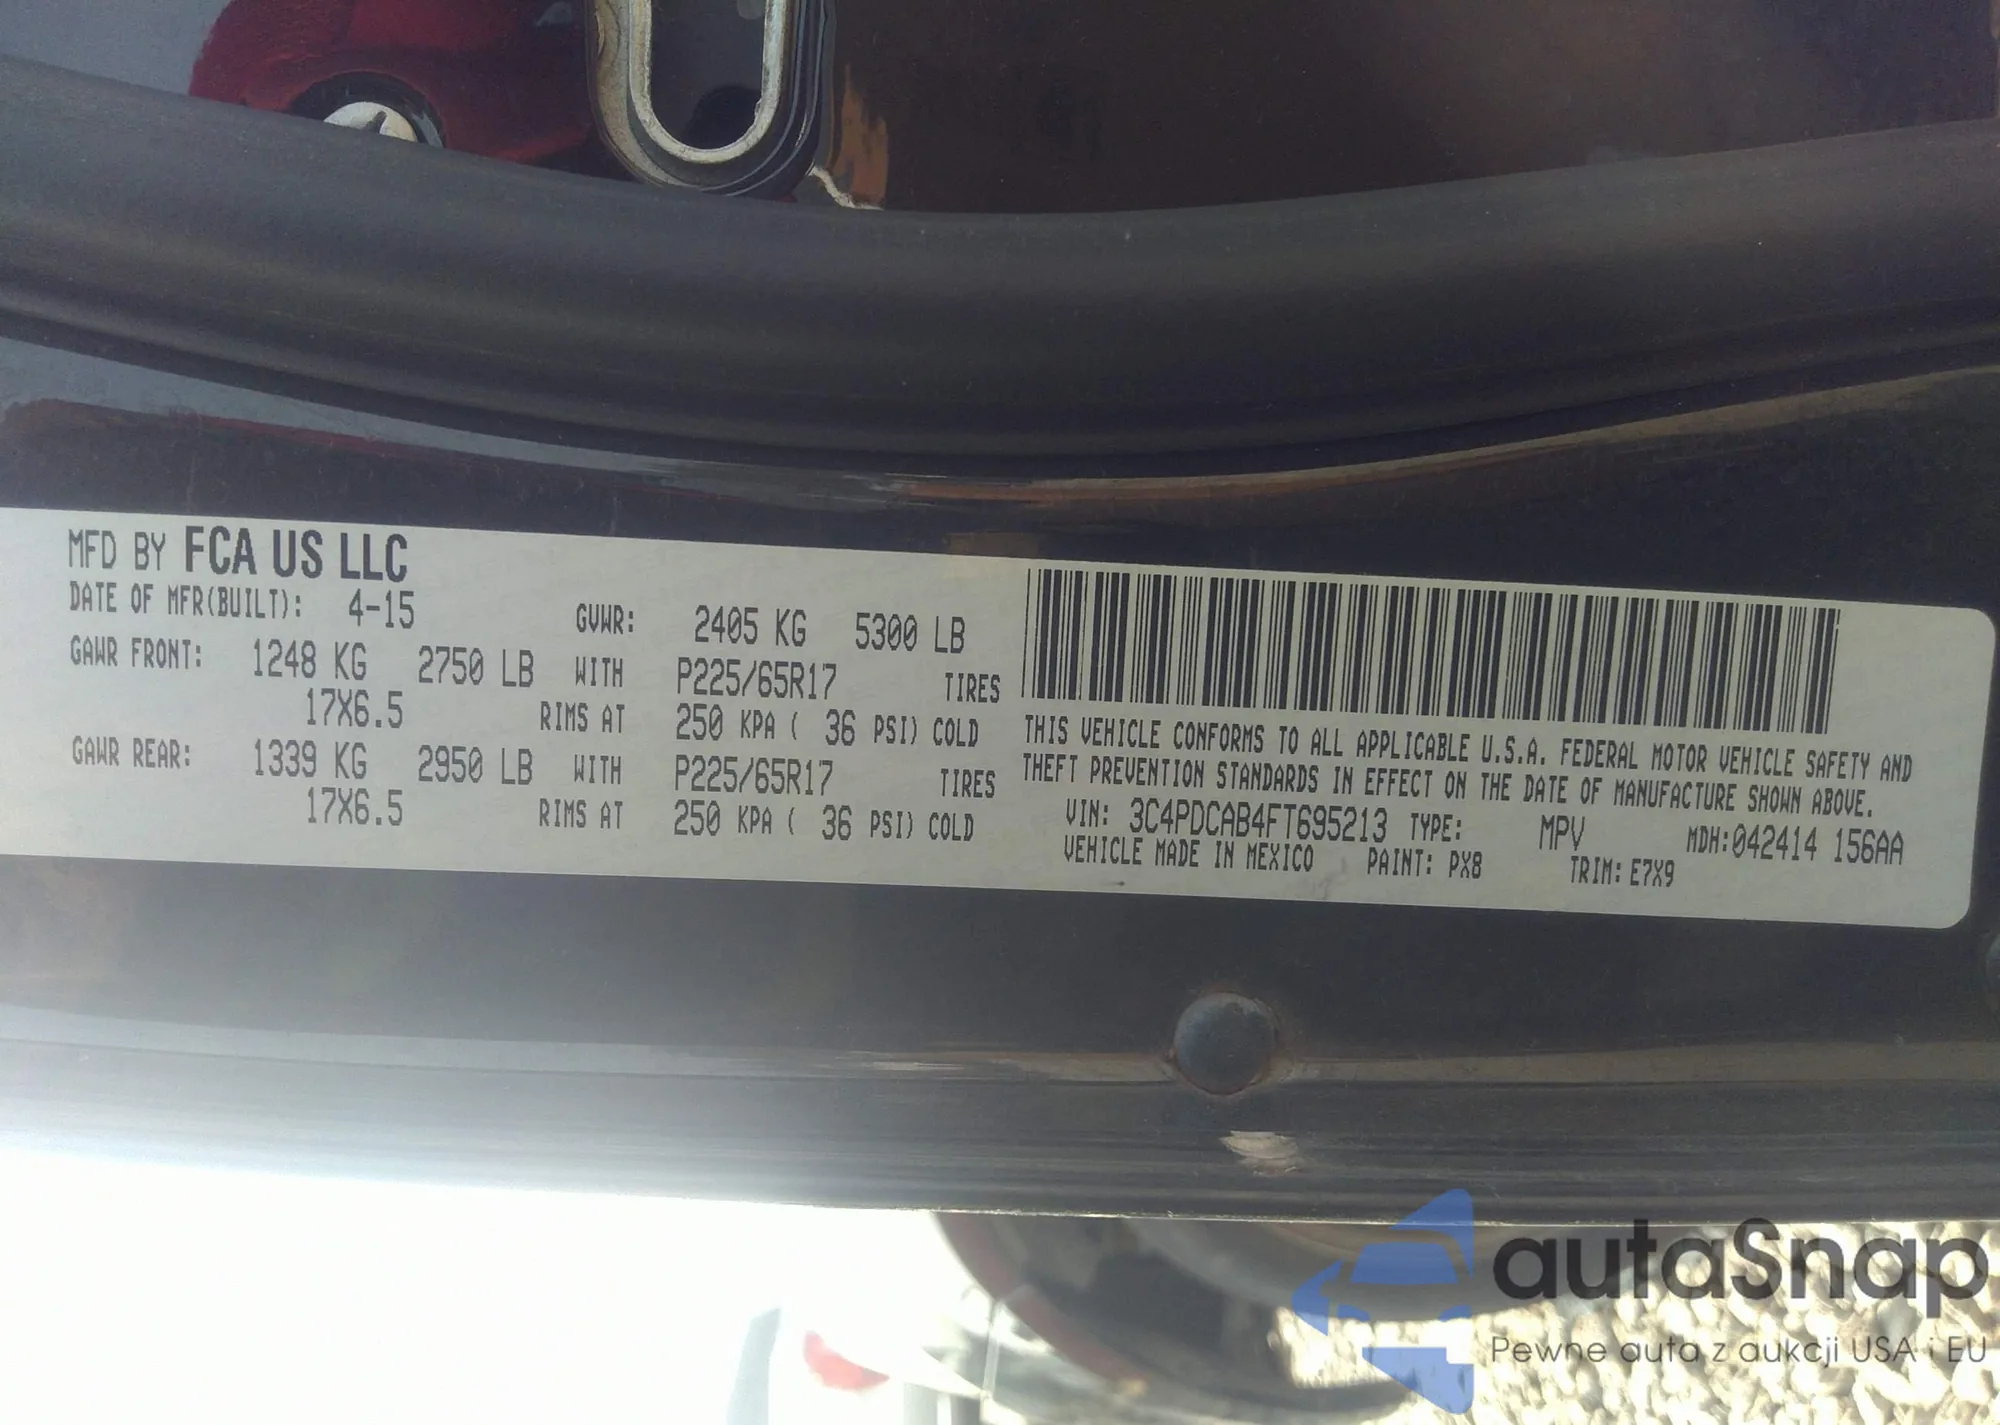 MFD BY FCA US LLC
DATE OF MFR(BUILT): 4-15 GVWR: 2405 KG 5300 LB
GAWR FRONT: 1248 KG 2750 LB WITH P225/65R17 TIRES
17X6.5 RIMS AT 250 KPA ( 36 PSI) COLD
GAWR REAR: 1339 KG 2950 LB WITH P225/65R17 TIRES
17X6.5 RIMS AT 250 KPA ( 36 PSI) COLD
THIS VEHICLE CONFORMS TO ALL APPLICABLE U.S.A. FEDERAL MOTOR VEHICLE SAFETY AND
THEFT PREVENTION STANDARDS IN EFFECT ON THE DATE OF MANUFACTURE SHOWN ABOVE.
VIN: 3C4PDCAB4FT695213 TYPE: MPV MDH:042414 156AA
VEHICLE MADE IN MEXICO PAINT: PX8 TRIM: E7X9
autaSnap
Pewne auta z aukcji USA i EU